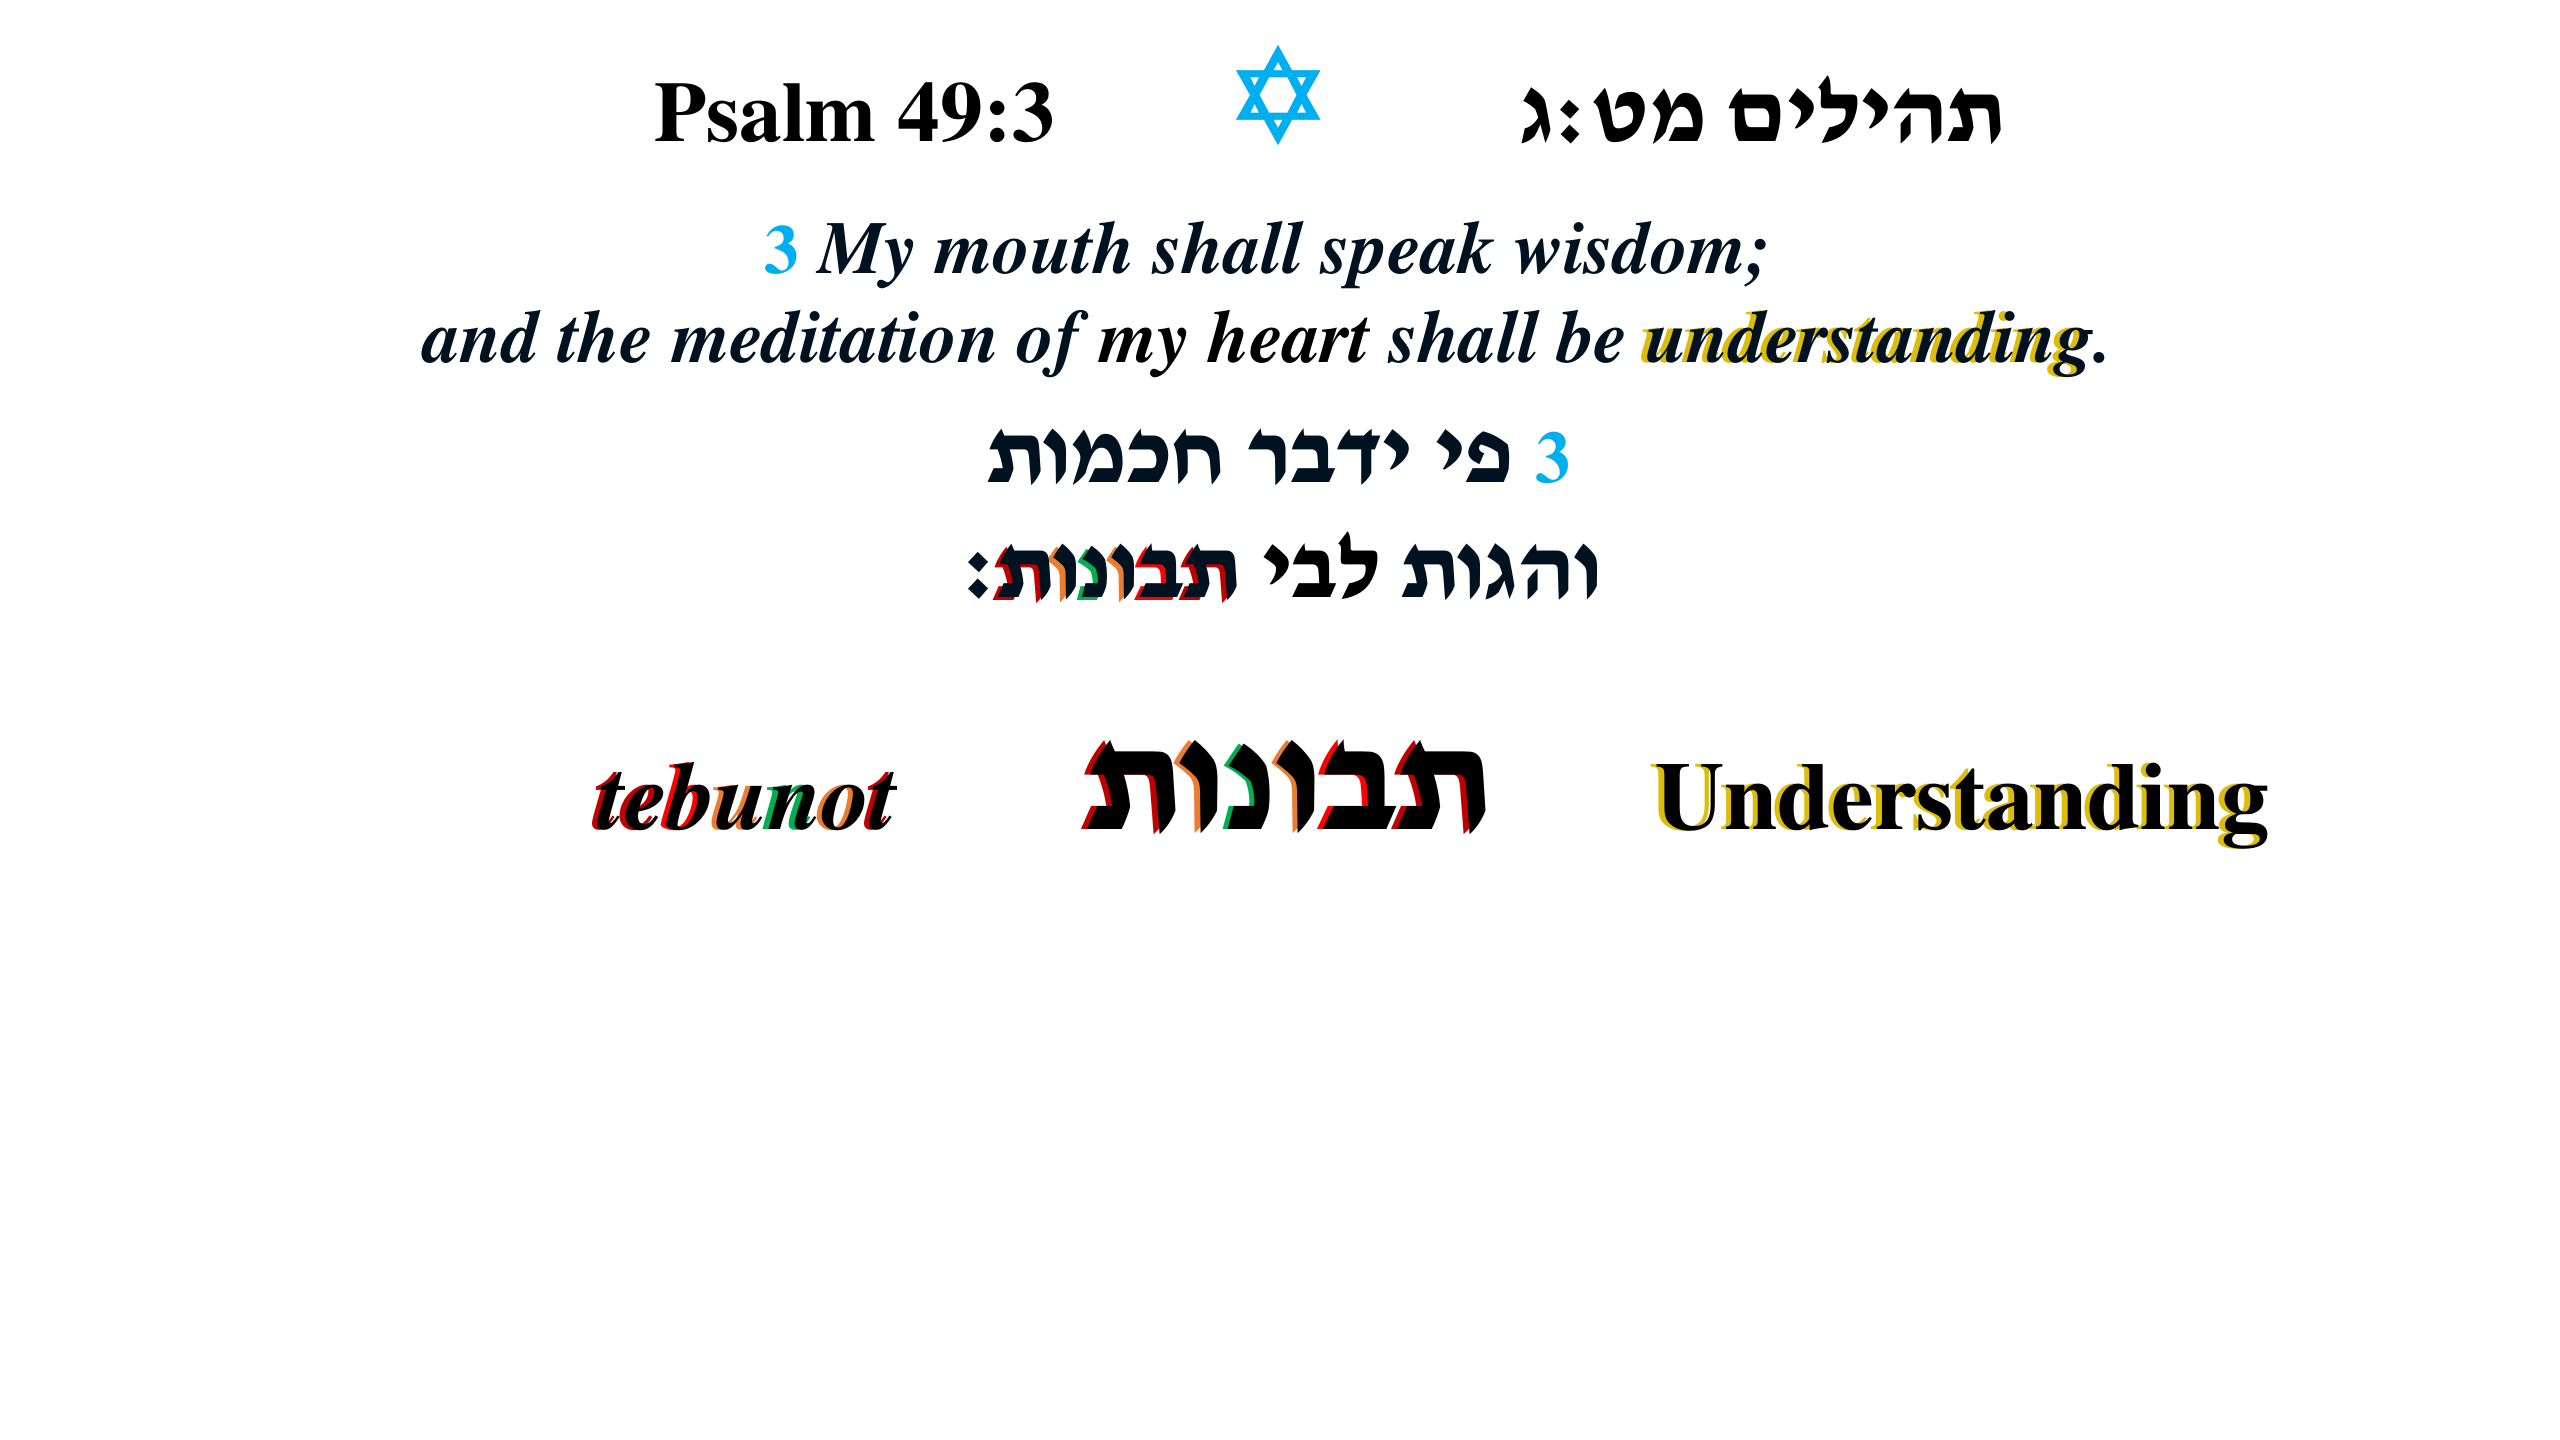 Psalm 49:3 ✡ תהילים מט:ג
3 My mouth shall speak wisdom;
and the meditation of my heart shall be understanding.
3 פי ידבר חכמות
והגות לבי תבונות:
tebunot תבונות Understanding